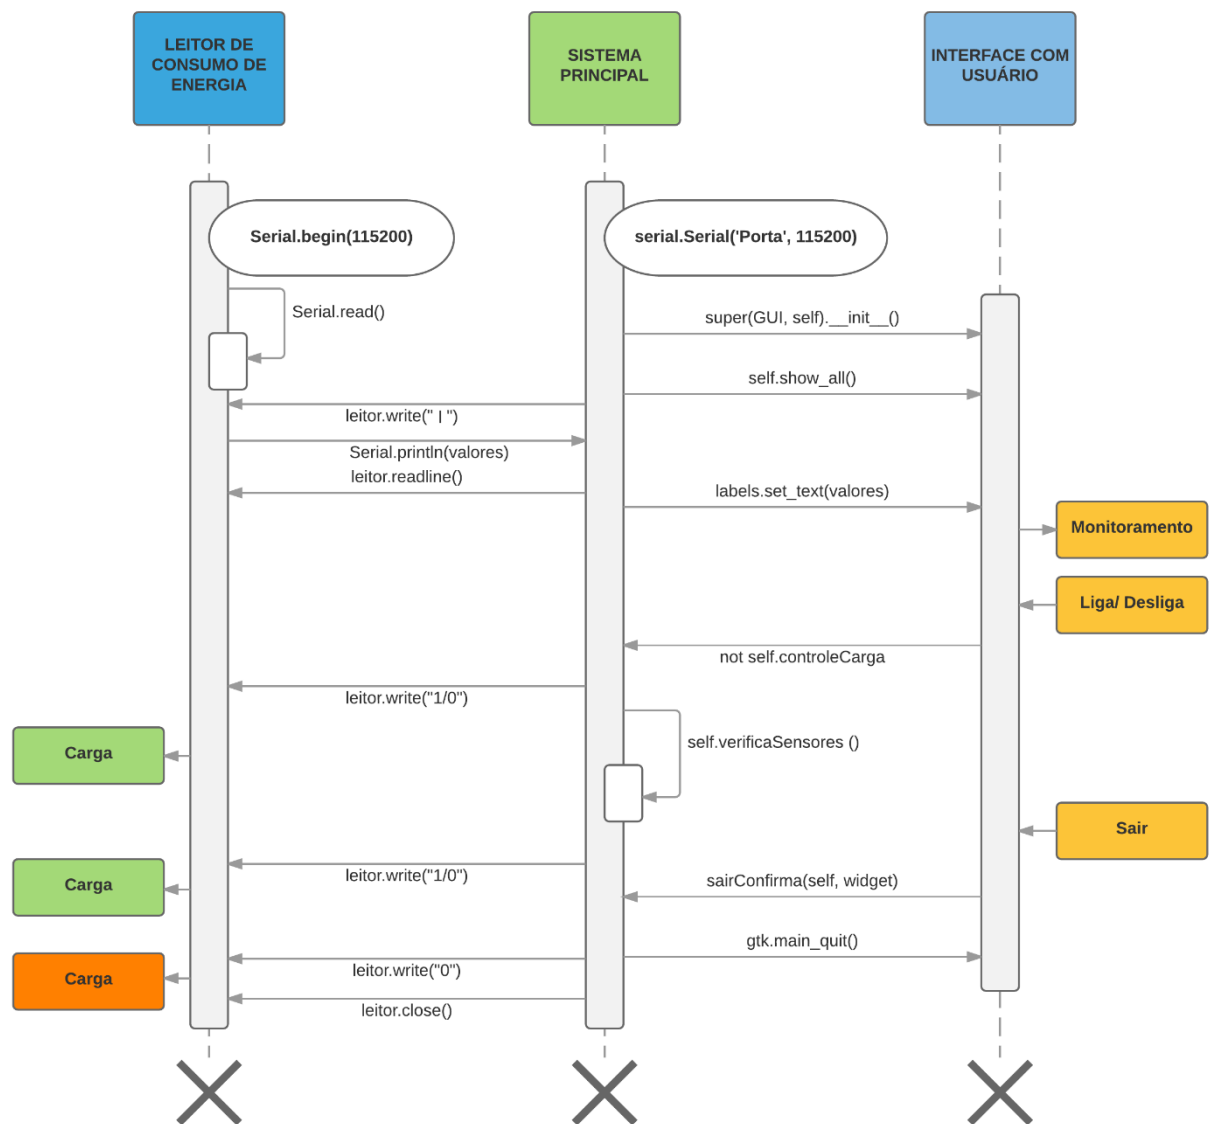 LEITOR DE
CONSUMO DE
ENERGIA
SISTEMA
PRINCIPAL
INTERFACE COM
USUÁRIO
Serial.begin(115200)
serial.Serial('Porta', 115200)
Serial.read()
super(GUI, self).__init__()
self.show_all()
leitor.write(" I ")
Serial.println(valores)
leitor.readline()
labels.set_text(valores)
Monitoramento
Liga/ Desliga
not self.controleCarga
leitor.write("1/0")
self.verificaSensores ()
Carga
Sair
leitor.write("1/0")
sairConfirma(self, widget)
Carga
gtk.main_quit()
leitor.write("0")
Carga
leitor.close()